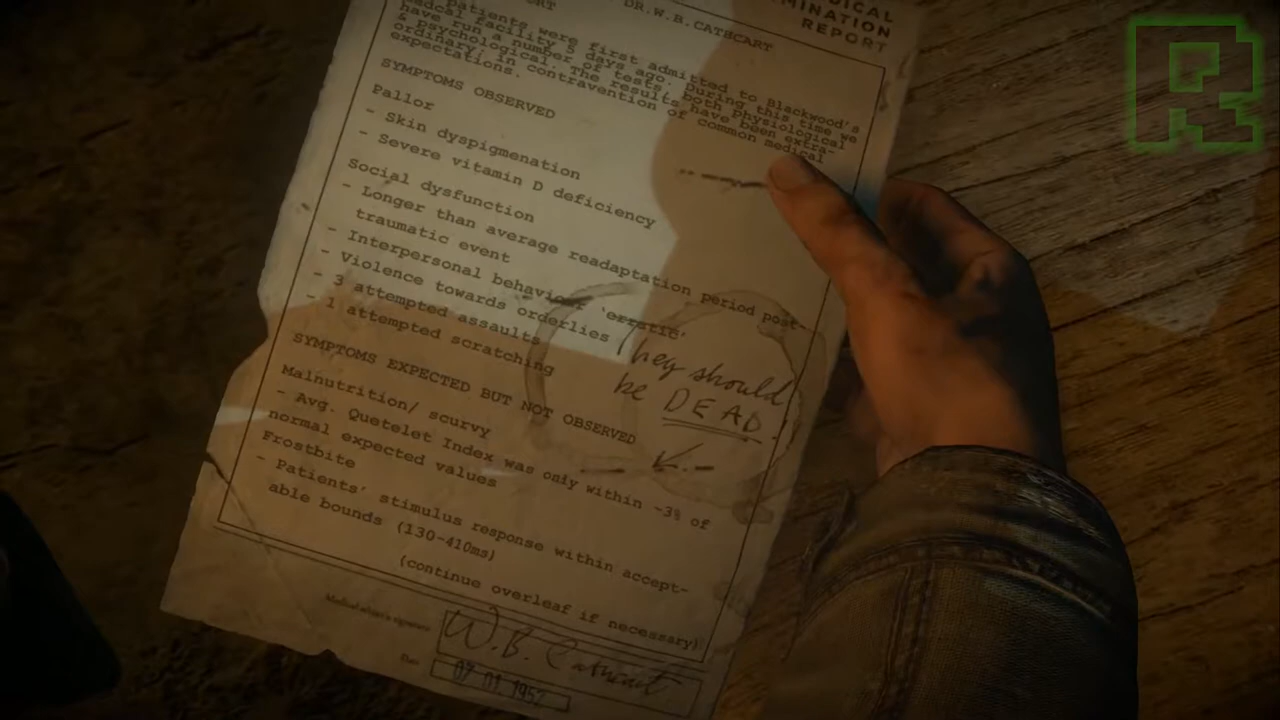 DR.W.B.CATHCART
REPORT
Patients were first admitted to Blackwood's
medcal facility 5 days ago. During this time we
have run a number of tests, both physiological
& psychological. The results have been extra-
ordinary, in contravention of common medical
expectations.
SYMPTOMS OBSERVED
Pallor
- Skin dyspigmenation
- Severe vitamin D deficiency
Social dysfunction
- Longer than average readaptation period post-
traumatic event
- Interpersonal behaviour 'erratic'
- Violence towards orderlies
- 3 attempted assaults
- 1 attempted scratching
They should
be DEAD.
SYMPTOMS EXPECTED BUT NOT OBSERVED
Malnutrition/ scurvy
- Avg. Quetelet Index was only within ~3% of
normal expected values
Frostbite
- Patients' stimulus response within accept-
able bounds (130-410ms)
(continue overleaf if necessary)
W.B. Cathcart
07 01 1952
R